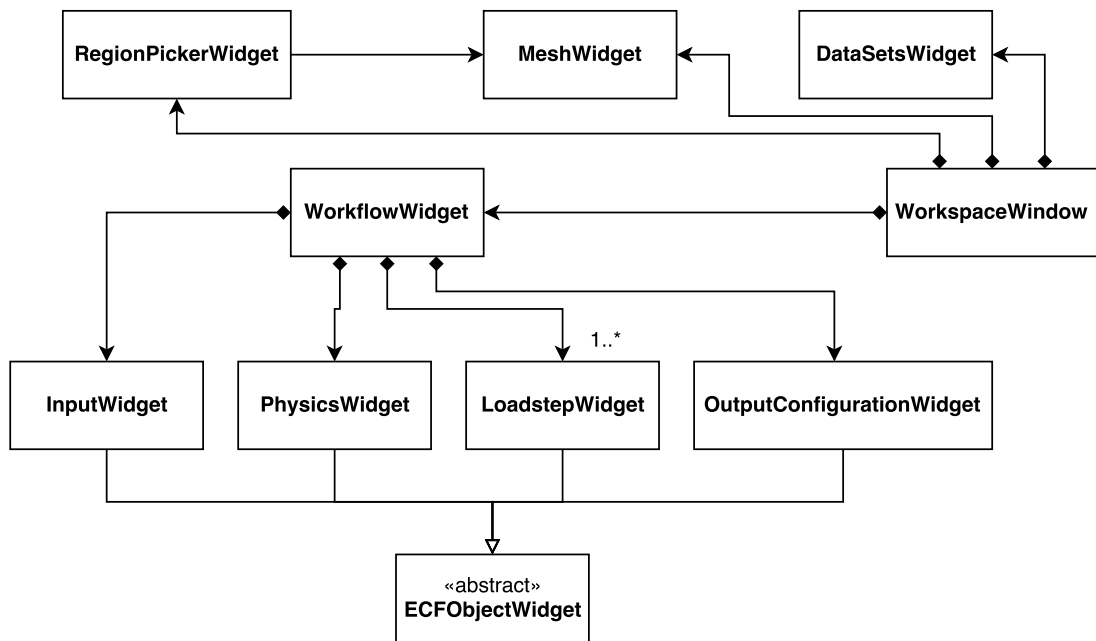 RegionPickerWidget
MeshWidget
DataSetsWidget
WorkflowWidget
WorkspaceWindow
1..*
InputWidget
PhysicsWidget
LoadstepWidget
OutputConfigurationWidget
«abstract»
ECFObjectWidget